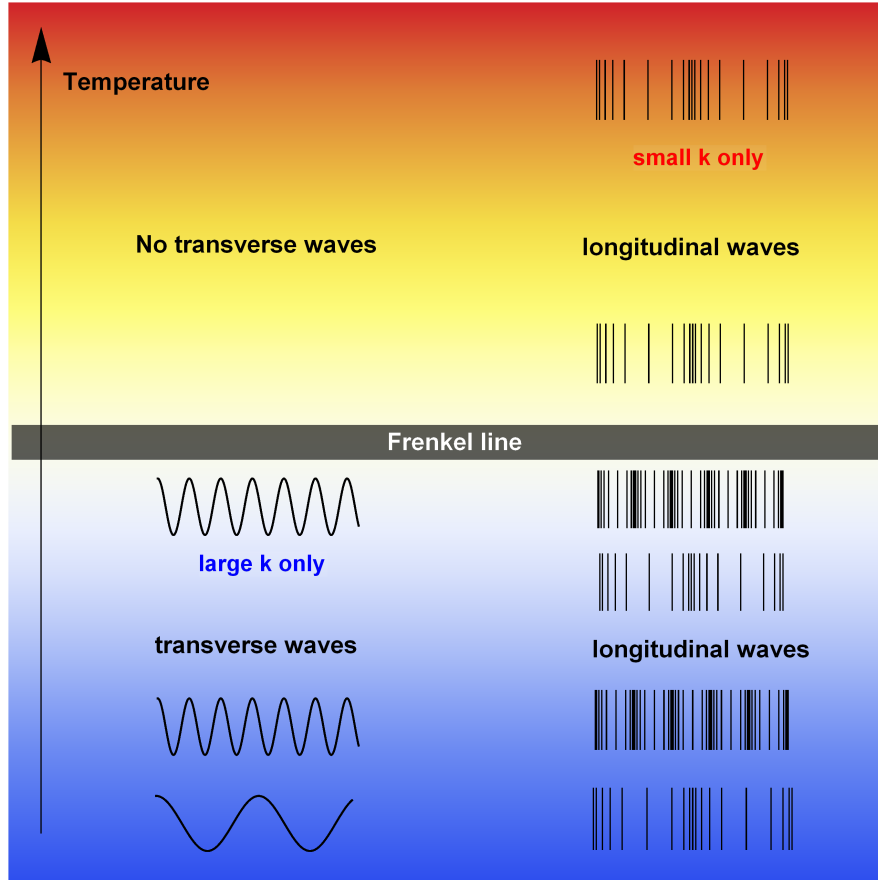 Temperature
small k only
No transverse waves
longitudinal waves
Frenkel line
large k only
transverse waves
longitudinal waves